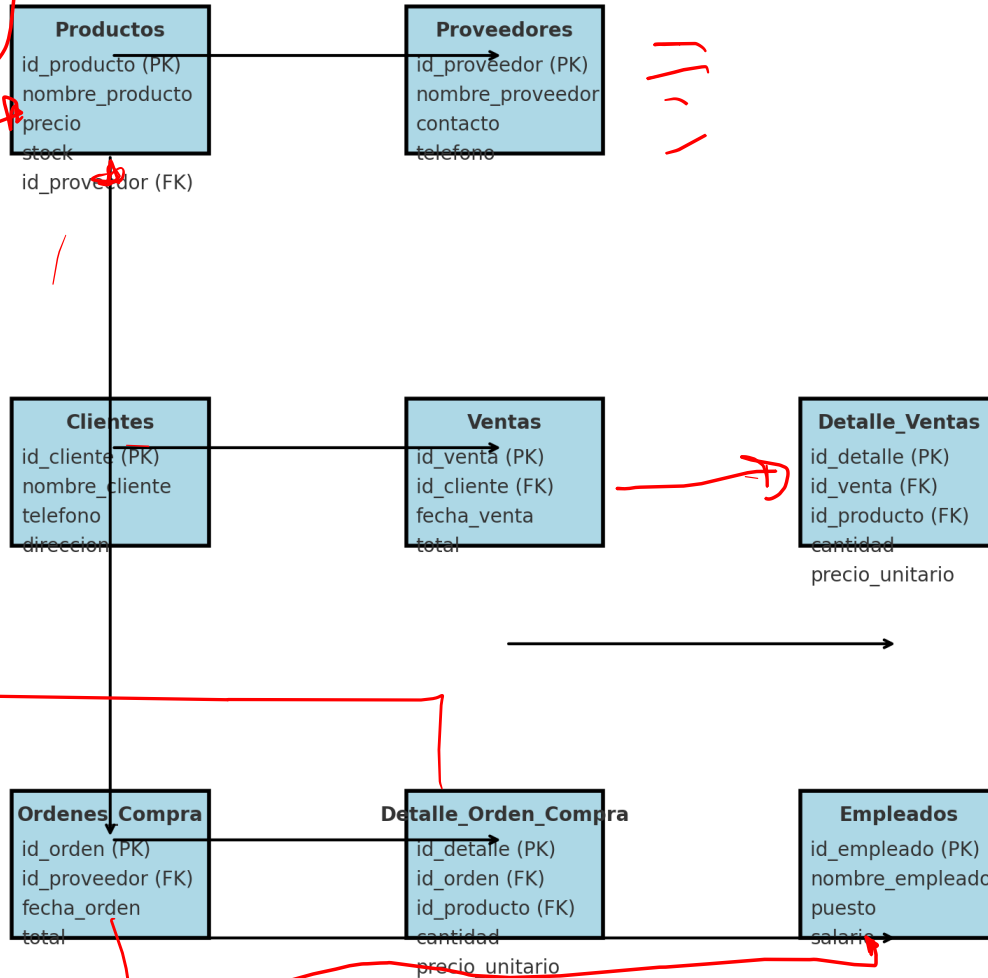 Productos
id_producto (PK)
nombre_producto
precio
stock
id_proveedor (FK)
Proveedores
id_proveedor (PK)
nombre_proveedor
contacto
telefono
Clientes
id_cliente (PK)
nombre_cliente
telefono
direccion
Ventas
id_venta (PK)
id_cliente (FK)
fecha_venta
total
Detalle_Ventas
id_detalle (PK)
id_venta (FK)
id_producto (FK)
cantidad
precio_unitario
Ordenes_Compra
id_orden (PK)
id_proveedor (FK)
fecha_orden
total
Detalle_Orden_Compra
id_detalle (PK)
id_orden (FK)
id_producto (FK)
cantidad
precio_unitario
Empleados
id_empleado (PK)
nombre_empleado
puesto
salario